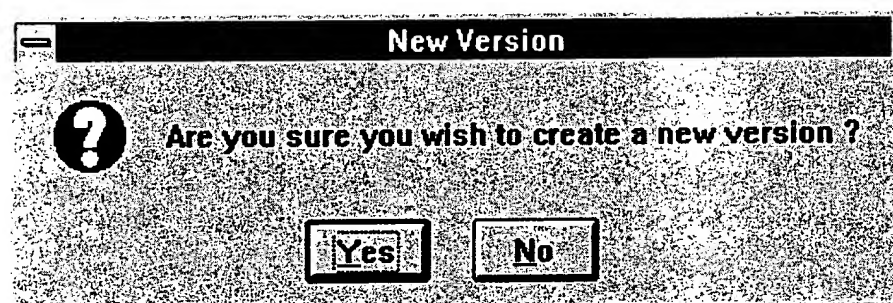 New Version
Are you sure you wish to create a new version ?
Yes
No